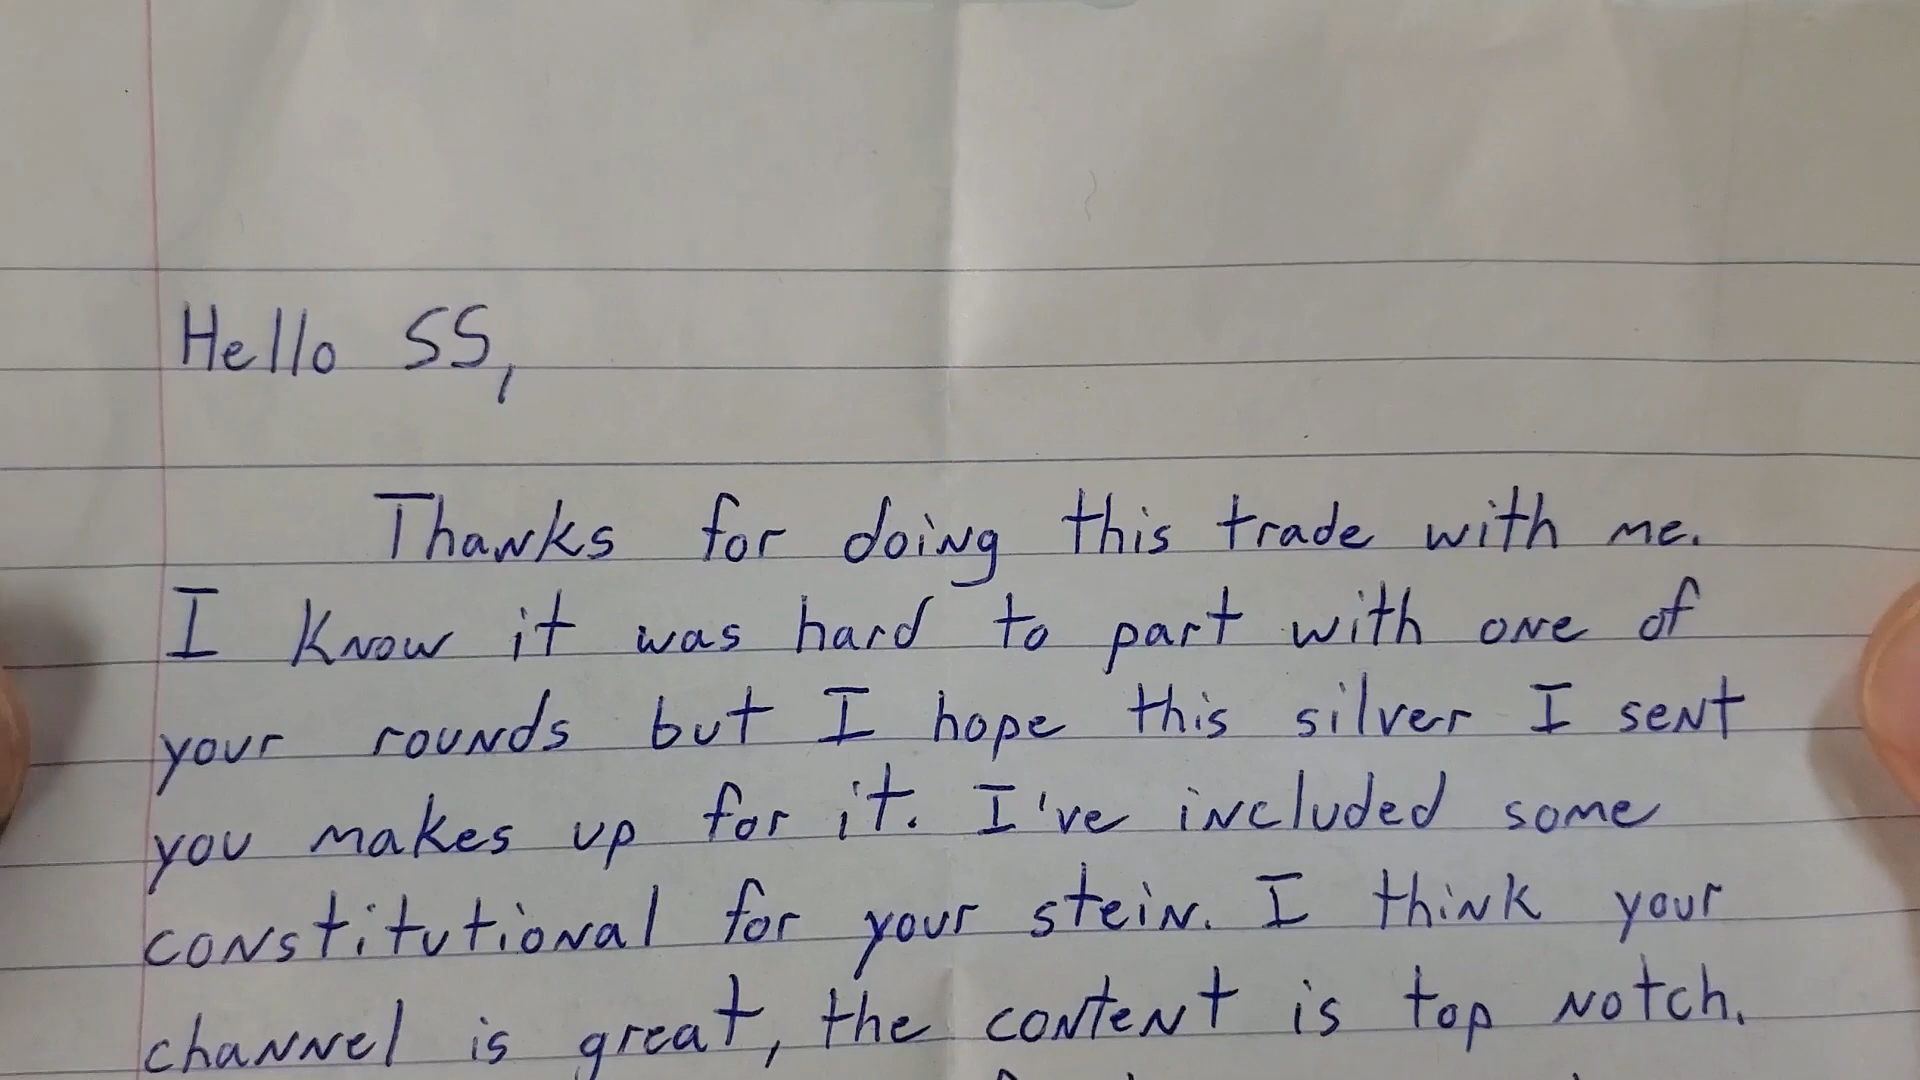 Hello SS,
Thanks for doing this trade with me.
I know it was hard to part with one of
your rounds but I hope this silver I sent
you makes up for it. I've included some
constitutional for your stein. I think your
channel is great, the content is top notch.